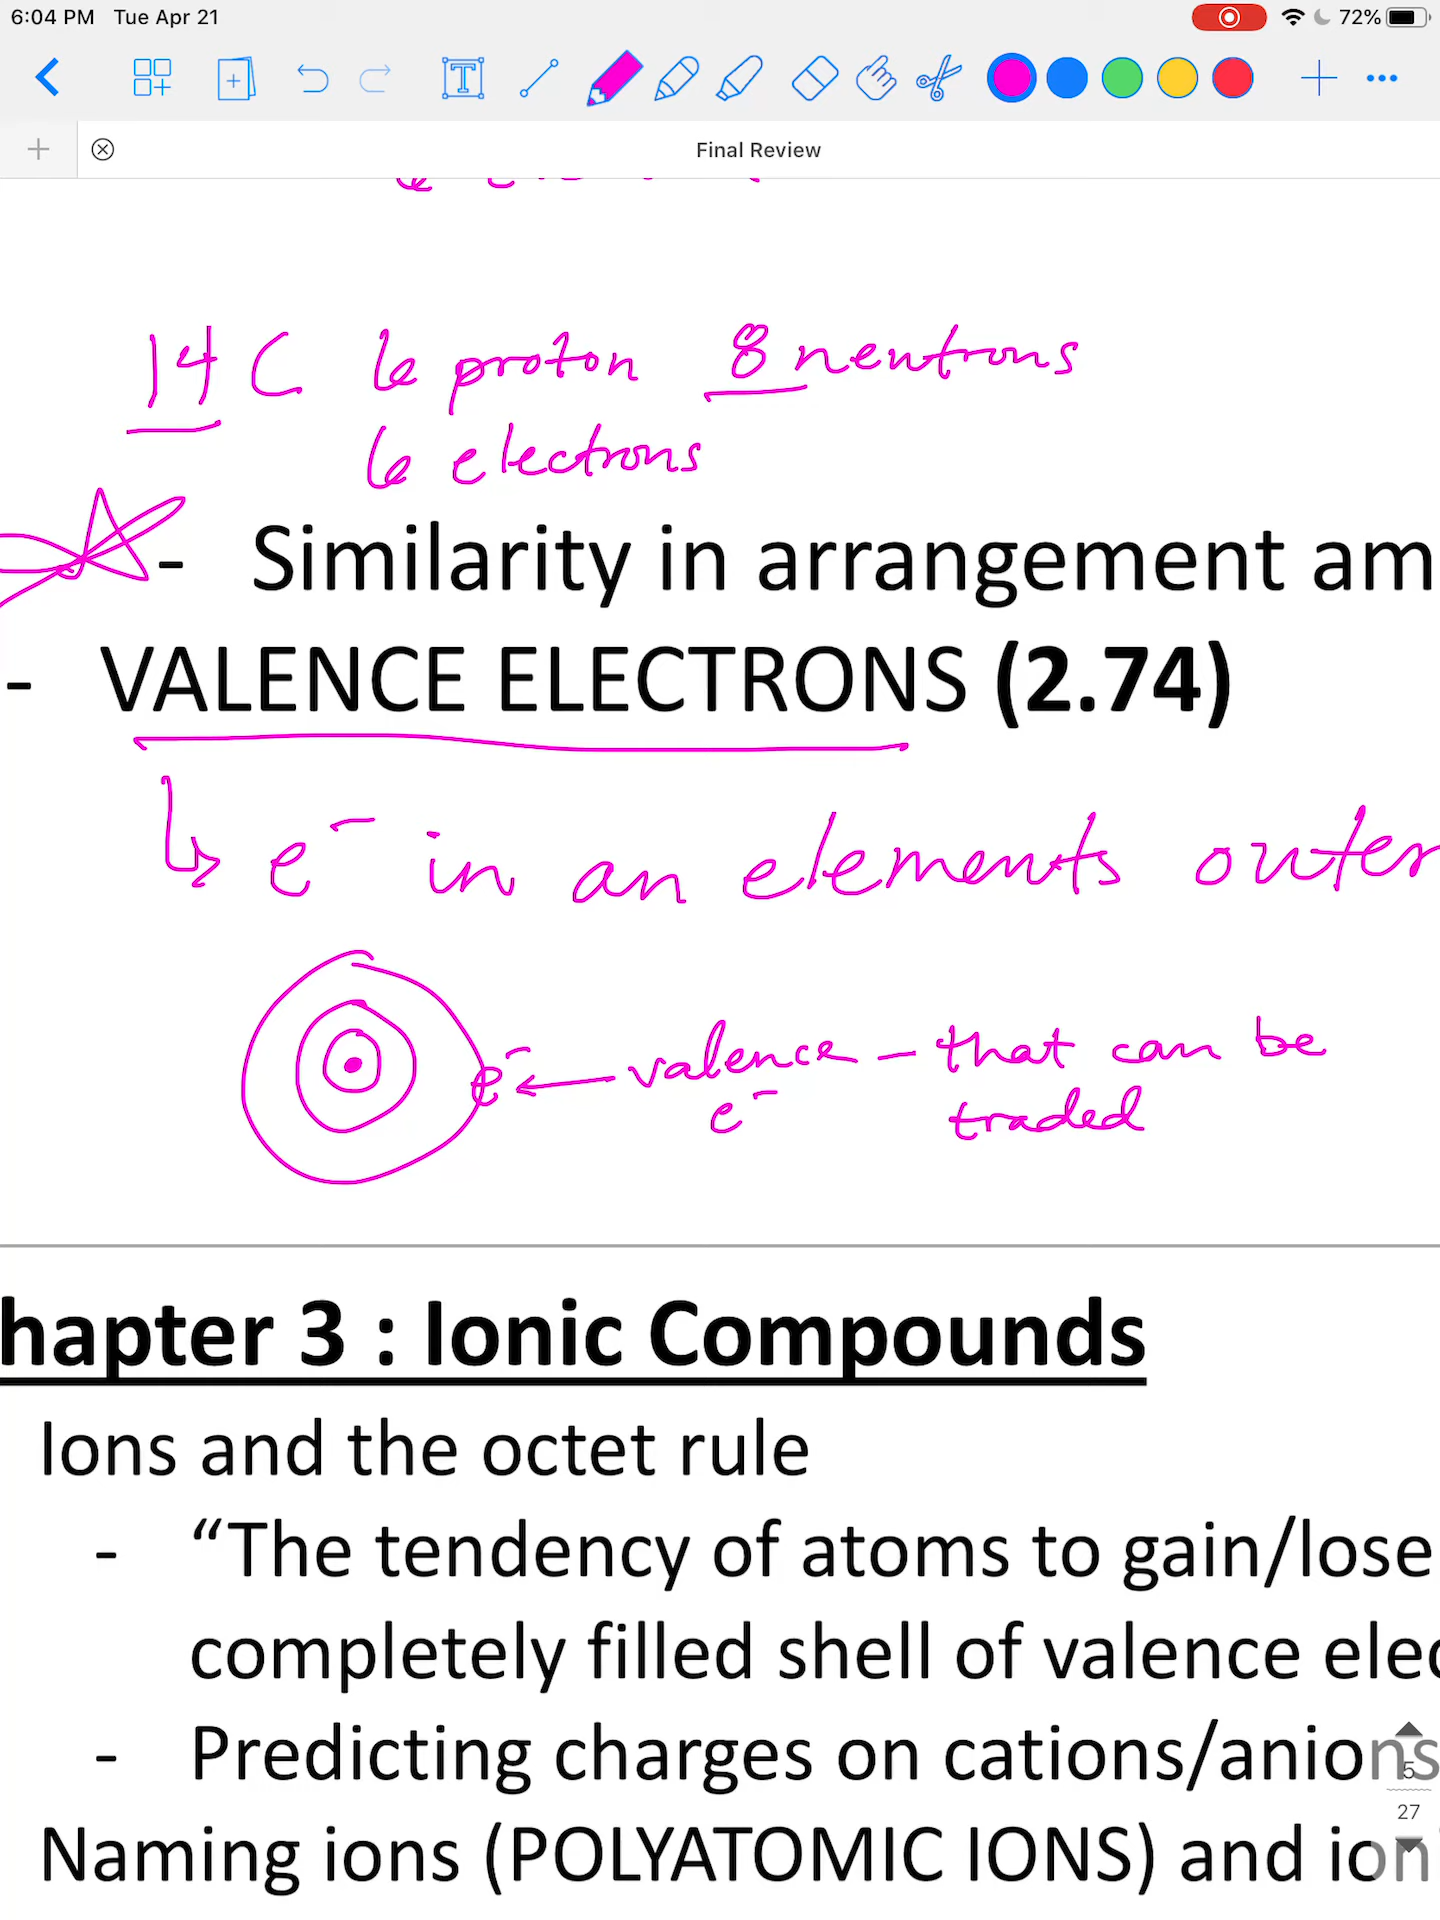 6:04 PM Tue Apr 21
72%
Final Review
14 C 6 proton 8 neutrons
6 electrons
- Similarity in arrangement am
- VALENCE ELECTRONS (2.74)
e⁻ in an elements outer
e⁻ ← valence – that can be
e⁻ traded
hapter 3 : Ionic Compounds
Ions and the octet rule
- “The tendency of atoms to gain/lose
completely filled shell of valence elec
- Predicting charges on cations/anions
5
27
Naming ions (POLYATOMIC IONS) and ion